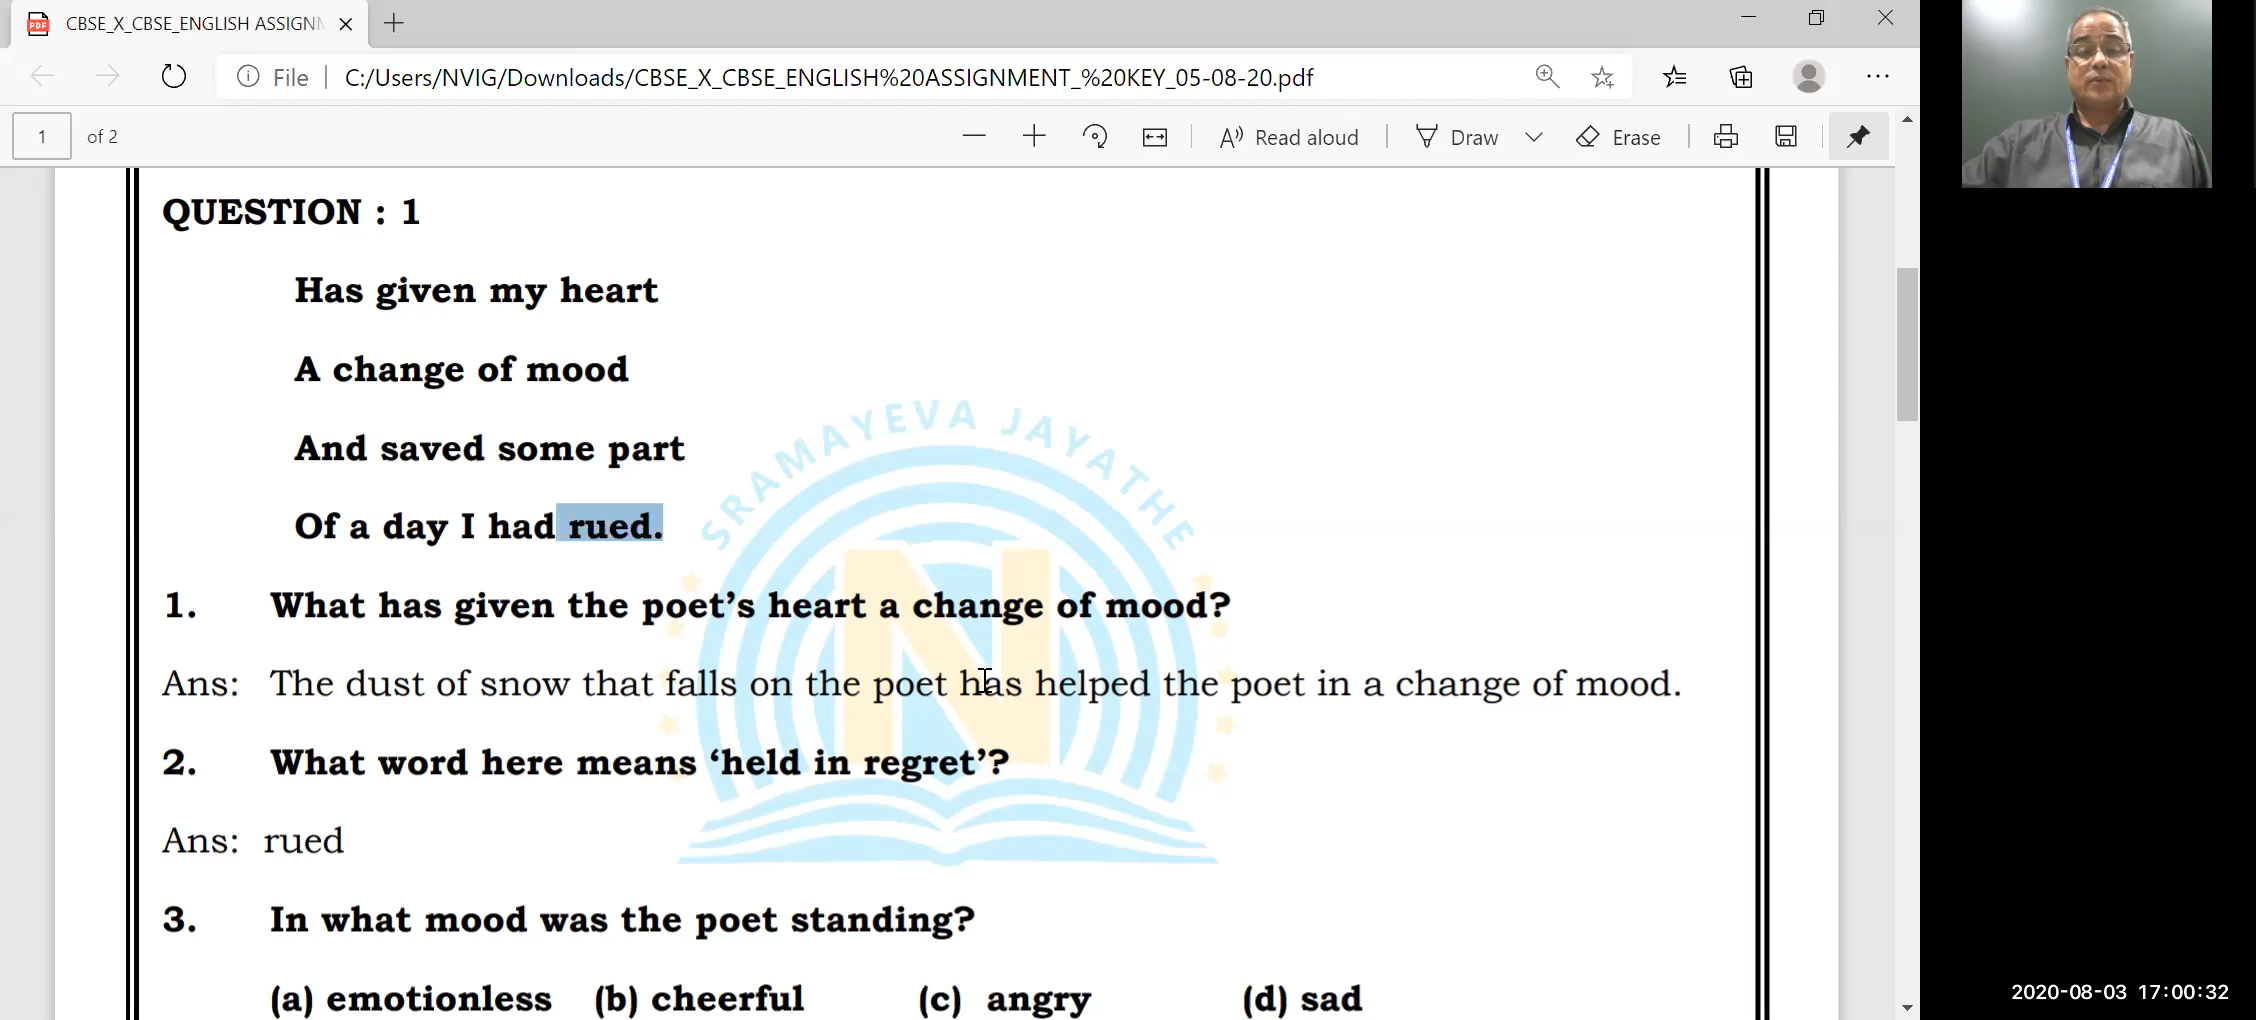 CBSE_X_CBSE_ENGLISH ASSIGN
File | C:/Users/NVIG/Downloads/CBSE_X_CBSE_ENGLISH%20ASSIGNMENT_%20KEY_05-08-20.pdf
1 of 2
Read aloud
Draw
Erase
QUESTION : 1
Has given my heart
A change of mood
And saved some part
Of a day I had rued.
SRAMAYEVA JAYATHE
N
1. What has given the poet’s heart a change of mood?
Ans: The dust of snow that falls on the poet has helped the poet in a change of mood.
2. What word here means ‘held in regret’?
Ans: rued
3. In what mood was the poet standing?
(a) emotionless (b) cheerful (c) angry (d) sad
2020-08-03 17:00:32